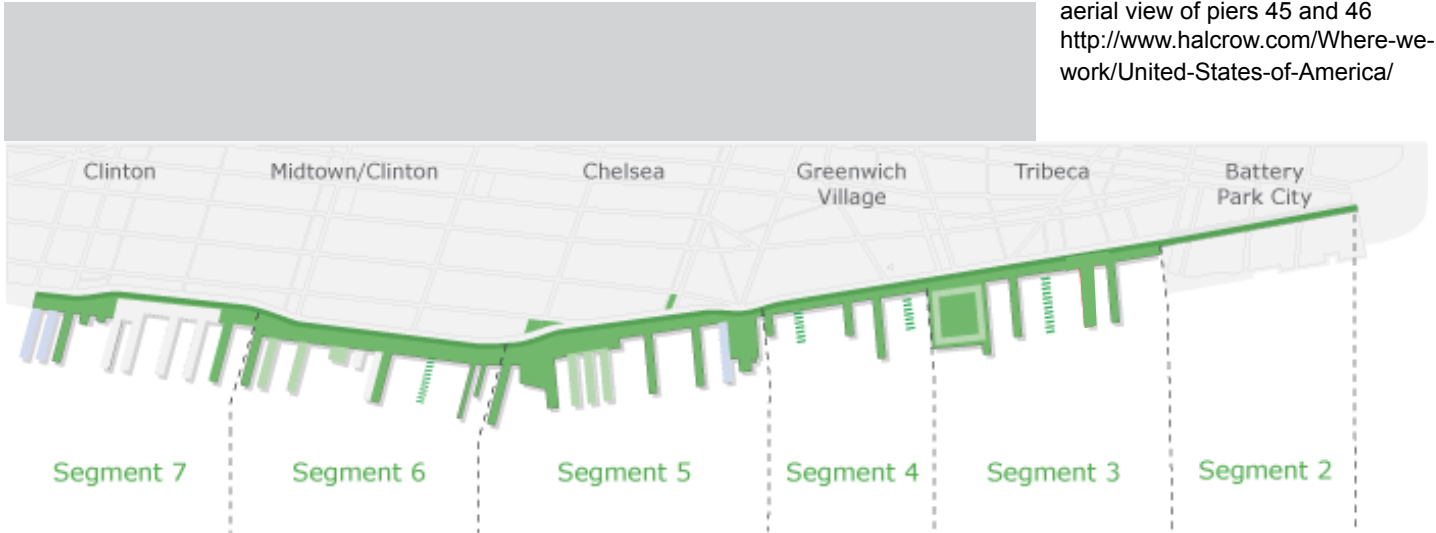 aerial view of piers 45 and 46
http://www.halcrow.com/Where-we-
work/United-States-of-America/
Clinton
Midtown/Clinton
Chelsea
Greenwich
Village
Tribeca
Battery
Park City
Segment 7
Segment 6
Segment 5
Segment 4
Segment 3
Segment 2